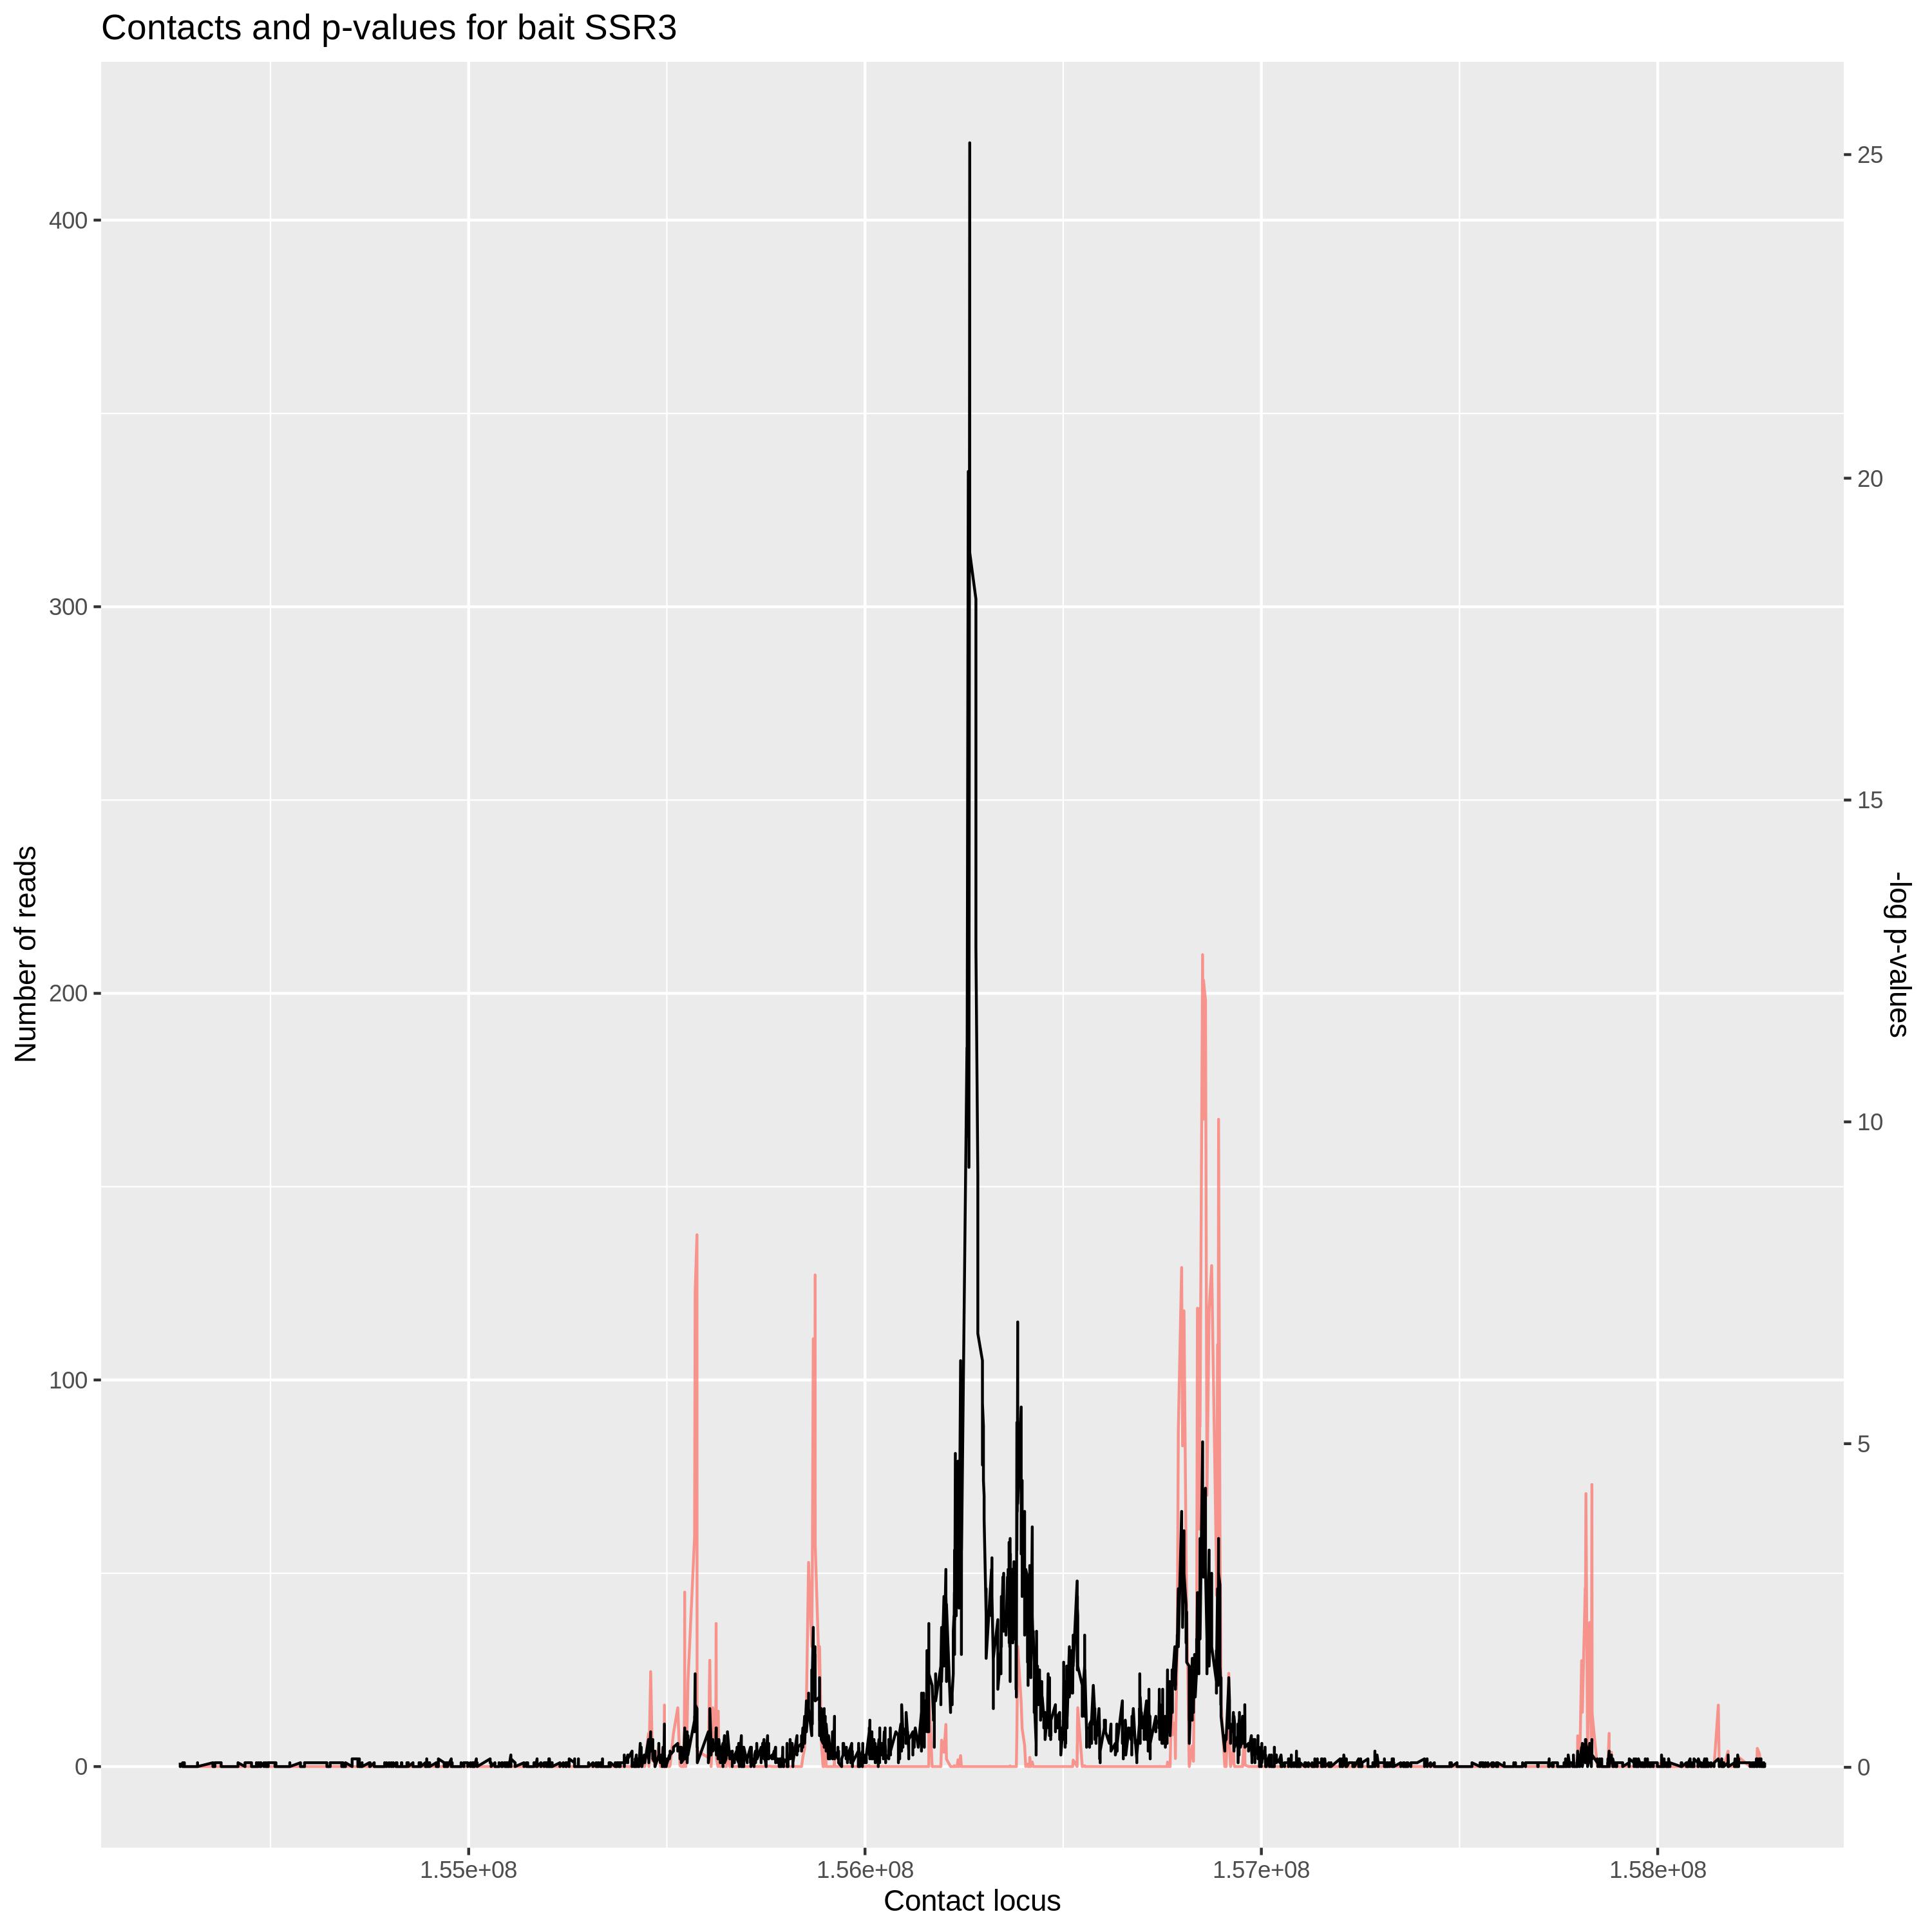 Contacts and p-values for bait SSR3
400
300
200
100
0
Number of reads
25
20
15
10
5
0
-log p-values
1.55e+08 1.56e+08 1.57e+08 1.58e+08
Contact locus